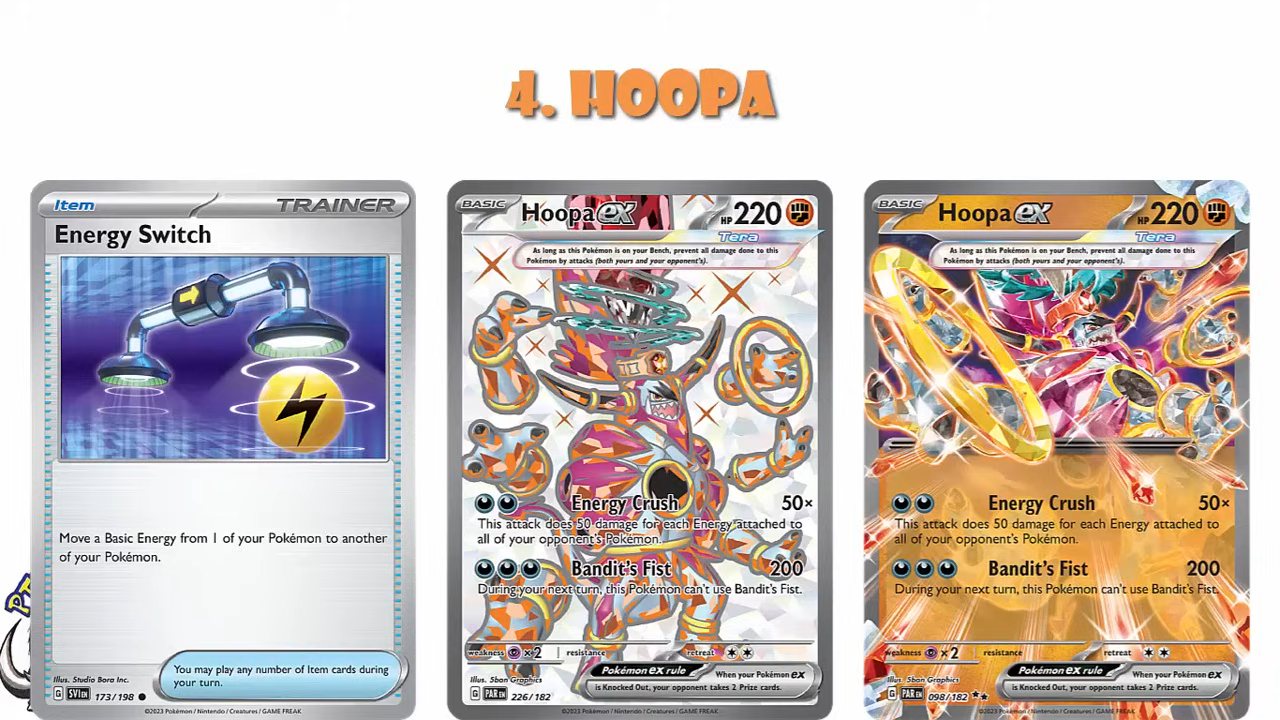 4. HOOPA
Item
TRAINER
Energy Switch
Move a Basic Energy from 1 of your Pokémon to another
of your Pokémon.
You may play any number of Item cards during
your turn.
Illus. Studio Bora Inc.
G SVI EN 173/198
©2023 Pokémon / Nintendo / Creatures / GAME FREAK
BASIC
Hoopa ex
HP 220
Tera
As long as this Pokémon is on your Bench, prevent all damage done to this
Pokémon by attacks (both yours and your opponent's).
Energy Crush 50×
This attack does 50 damage for each Energy attached to
all of your opponent's Pokémon.
Bandit's Fist 200
During your next turn, this Pokémon can't use Bandit's Fist.
weakness ×2 resistance retreat
Illus. 5ban Graphics
Pokémon ex rule
When your Pokémon ex
is Knocked Out, your opponent takes 2 Prize cards.
G PAR EN 226/182
©2023 Pokémon / Nintendo / Creatures / GAME FREAK
BASIC
Hoopa ex
HP 220
Tera
As long as this Pokémon is on your Bench, prevent all damage done to this
Pokémon by attacks (both yours and your opponent's).
Energy Crush 50×
This attack does 50 damage for each Energy attached to
all of your opponent's Pokémon.
Bandit's Fist 200
During your next turn, this Pokémon can't use Bandit's Fist.
weakness ×2 resistance retreat
Illus. 5ban Graphics
Pokémon ex rule
When your Pokémon ex
is Knocked Out, your opponent takes 2 Prize cards.
G PAR EN 098/182
©2023 Pokémon / Nintendo / Creatures / GAME FREAK